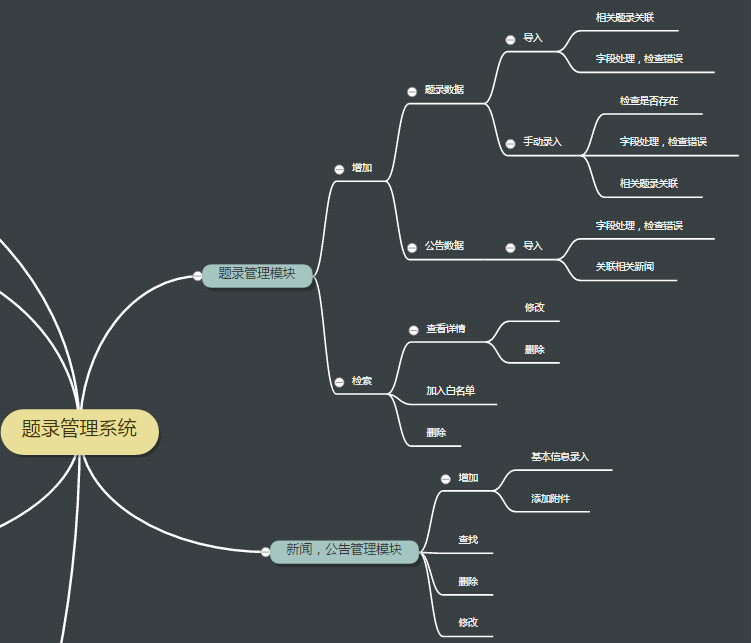 题录管理系统
题录管理模块
增加
题录数据
导入
相关题录关联
字段处理，检查错误
手动录入
检查是否存在
字段处理，检查错误
相关题录关联
公告数据
导入
字段处理，检查错误
关联相关新闻
检索
查看详情
修改
删除
加入白名单
删除
新闻，公告管理模块
增加
基本信息录入
添加附件
查找
删除
修改